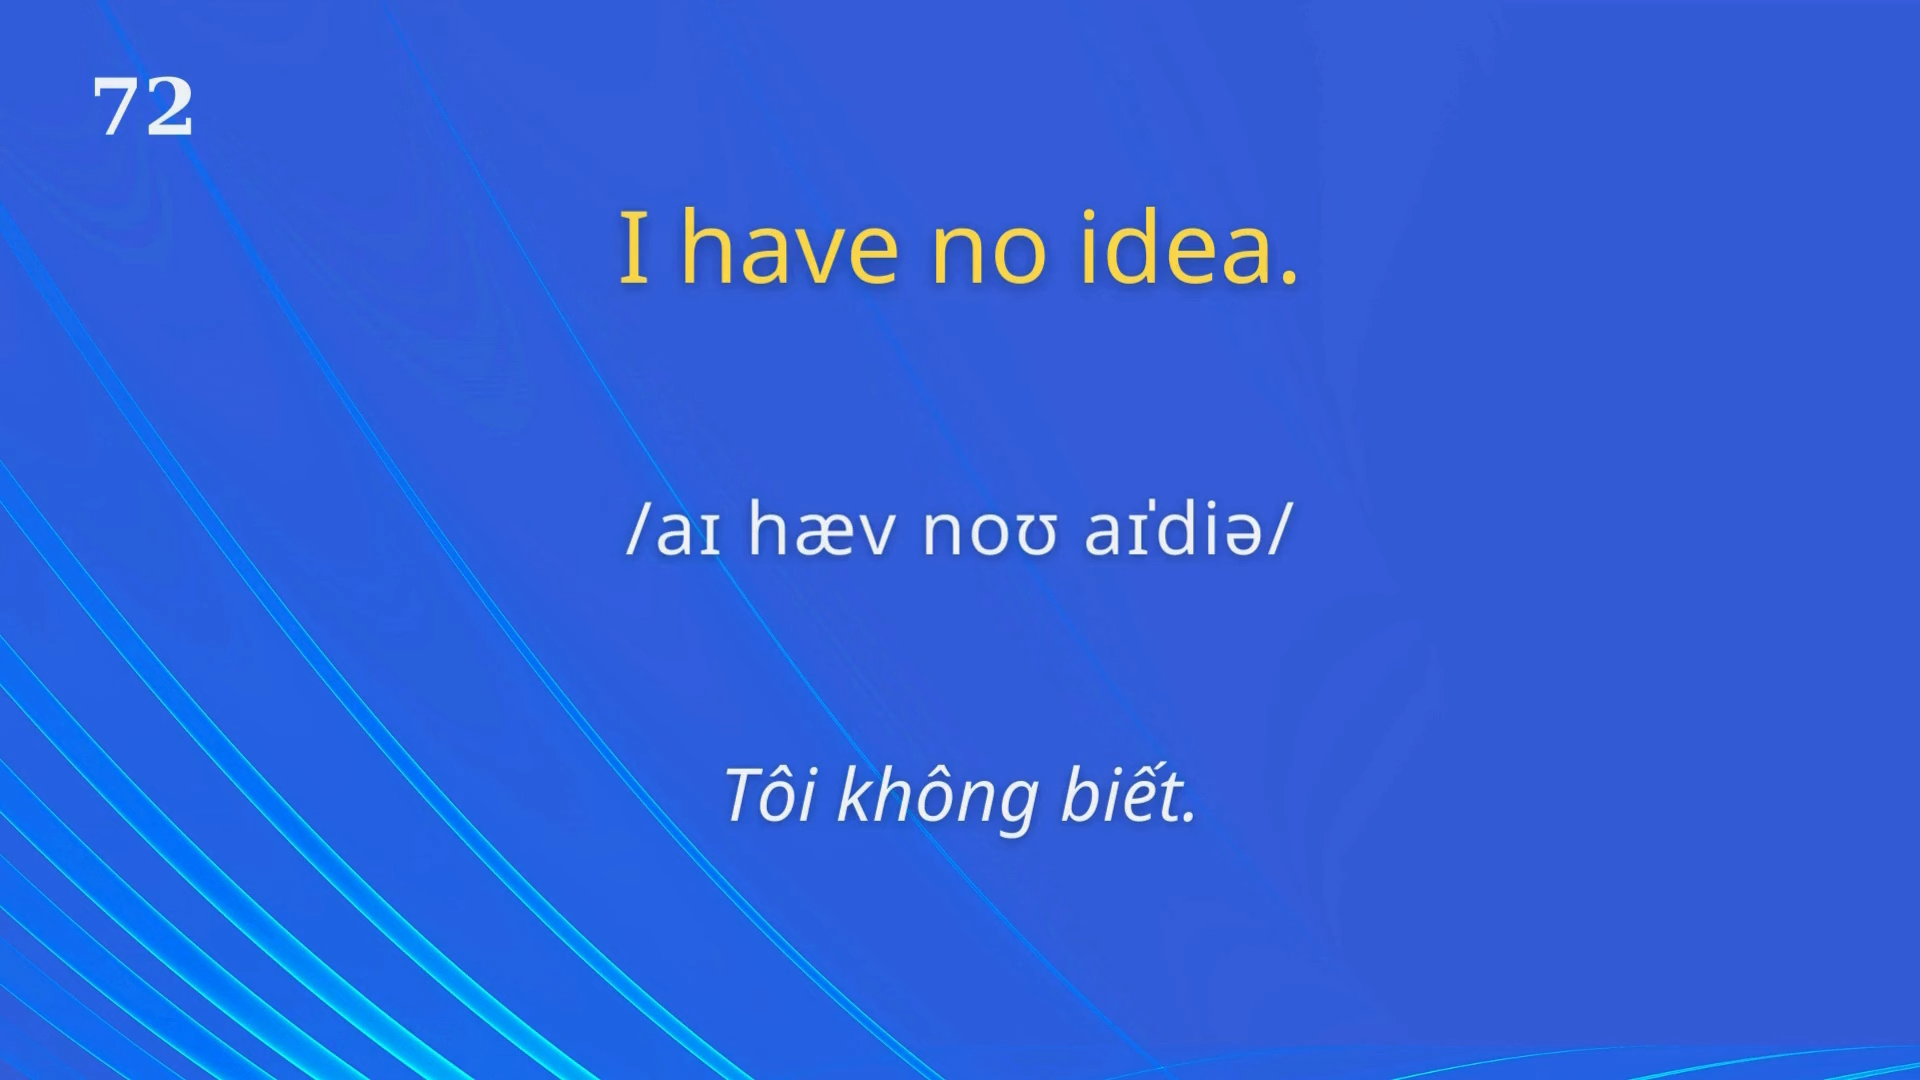 72
I have no idea.
/aɪ hæv noʊ aɪˈdiə/
Tôi không biết.